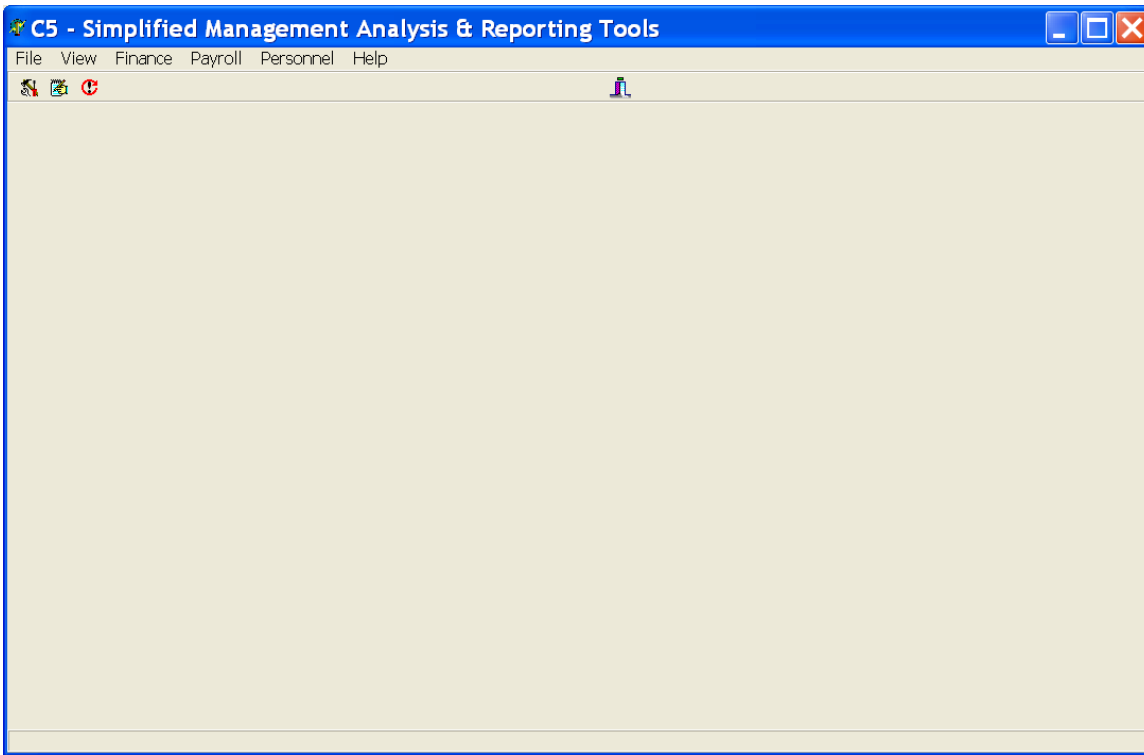 C5 - Simplified Management Analysis & Reporting Tools
File View Finance Payroll Personnel Help